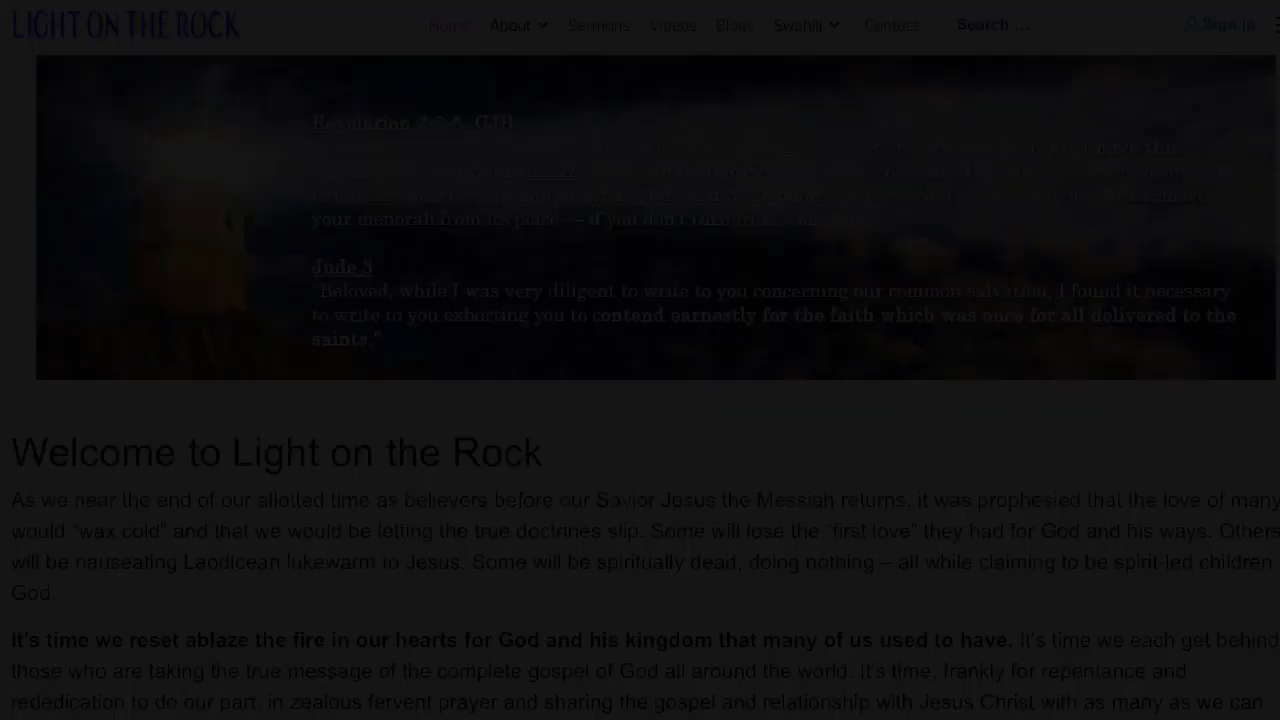 LIGHT ON THE ROCK
Home About Sermons Videos Blogs Swahili Contact Search ... Sign In
your menorah from its place — if you don't turn
Jude 3
"Beloved, while I was very diligent to write to you concerning our common salvation, I found it necessary
to write to you exhorting you to contend earnestly for the faith which was once for all delivered to the
saints."
Welcome to Light on the Rock
As we near the end of our allotted time as believers before our Savior Jesus the Messiah returns, it was prophesied that the love of many
would "wax cold" and that we would be letting the true doctrines slip. Some will lose the "first love" they had for God and his ways. Others
will be nauseating Laodicean lukewarm to Jesus. Some will be spiritually dead, doing nothing – all while claiming to be spirit-led children
God.
It's time we reset ablaze the fire in our hearts for God and his kingdom that many of us used to have. It's time we each get behind
those who are taking the true message of the complete gospel of God all around the world. It's time, frankly for repentance and
rededication to do our part, in zealous fervent prayer and sharing the gospel and relationship with Jesus Christ with as many as we can